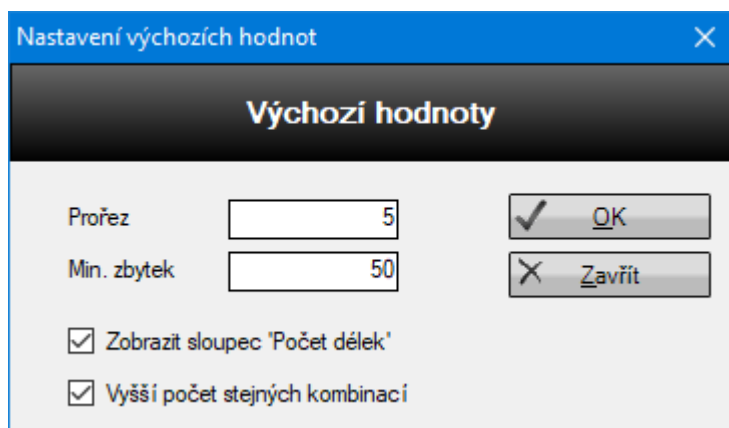 Nastavení výchozích hodnot
Výchozí hodnoty
Prořez 5 OK
Min. zbytek 50 Zavřít
Zobrazit sloupec 'Počet délek'
Vyšší počet stejných kombinací